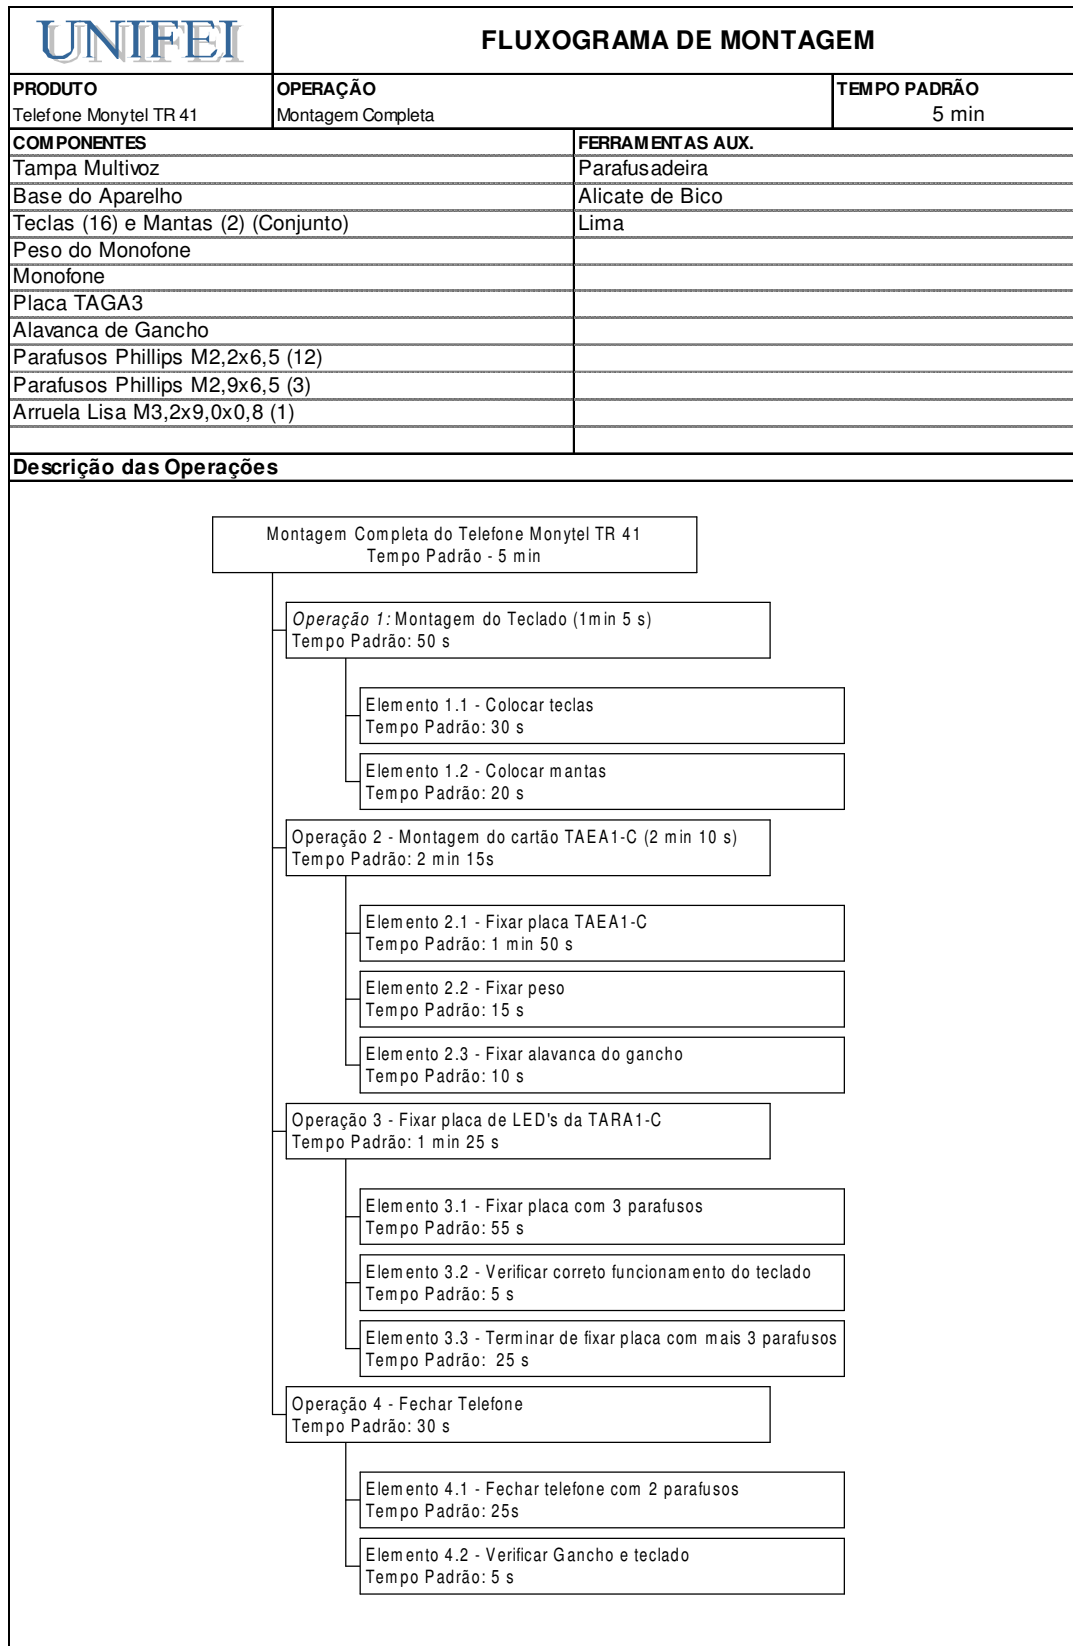 UNIFEI
FLUXOGRAMA DE MONTAGEM
PRODUTO
OPERAÇÃO
TEMPO PADRÃO
Telefone Monytel TR 41
Montagem Completa
5 min
COMPONENTES
FERRAMENTAS AUX.
Tampa Multivoz
Parafusadeira
Base do Aparelho
Alicate de Bico
Teclas (16) e Mantas (2) (Conjunto)
Lima
Peso do Monofone
Monofone
Placa TAGA3
Alavanca de Gancho
Parafusos Phillips M2,2x6,5 (12)
Parafusos Phillips M2,9x6,5 (3)
Arruela Lisa M3,2x9,0x0,8 (1)
Descrição das Operações
Montagem Completa do Telefone Monytel TR 41
Tempo Padrão - 5 min
Operação 1: Montagem do Teclado (1min 5 s)
Tempo Padrão: 50 s
Elemento 1.1 - Colocar teclas
Tempo Padrão: 30 s
Elemento 1.2 - Colocar mantas
Tempo Padrão: 20 s
Operação 2 - Montagem do cartão TAEA1-C (2 min 10 s)
Tempo Padrão: 2 min 15s
Elemento 2.1 - Fixar placa TAEA1-C
Tempo Padrão: 1 min 50 s
Elemento 2.2 - Fixar peso
Tempo Padrão: 15 s
Elemento 2.3 - Fixar alavanca do gancho
Tempo Padrão: 10 s
Operação 3 - Fixar placa de LED's da TARA1-C
Tempo Padrão: 1 min 25 s
Elemento 3.1 - Fixar placa com 3 parafusos
Tempo Padrão: 55 s
Elemento 3.2 - Verificar correto funcionamento do teclado
Tempo Padrão: 5 s
Elemento 3.3 - Terminar de fixar placa com mais 3 parafusos
Tempo Padrão: 25 s
Operação 4 - Fechar Telefone
Tempo Padrão: 30 s
Elemento 4.1 - Fechar telefone com 2 parafusos
Tempo Padrão: 25s
Elemento 4.2 - Verificar Gancho e teclado
Tempo Padrão: 5 s